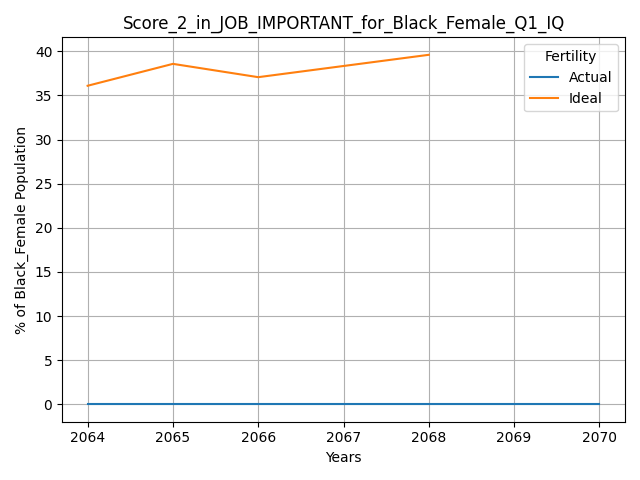 Score_2_in_JOB_IMPORTANT_for_Black_Female_Q1_IQ
% of Black_Female Population
40
35
30
25
20
15
10
5
0
Fertility
Actual
Ideal
2064 2065 2066 2067 2068 2069 2070
Years